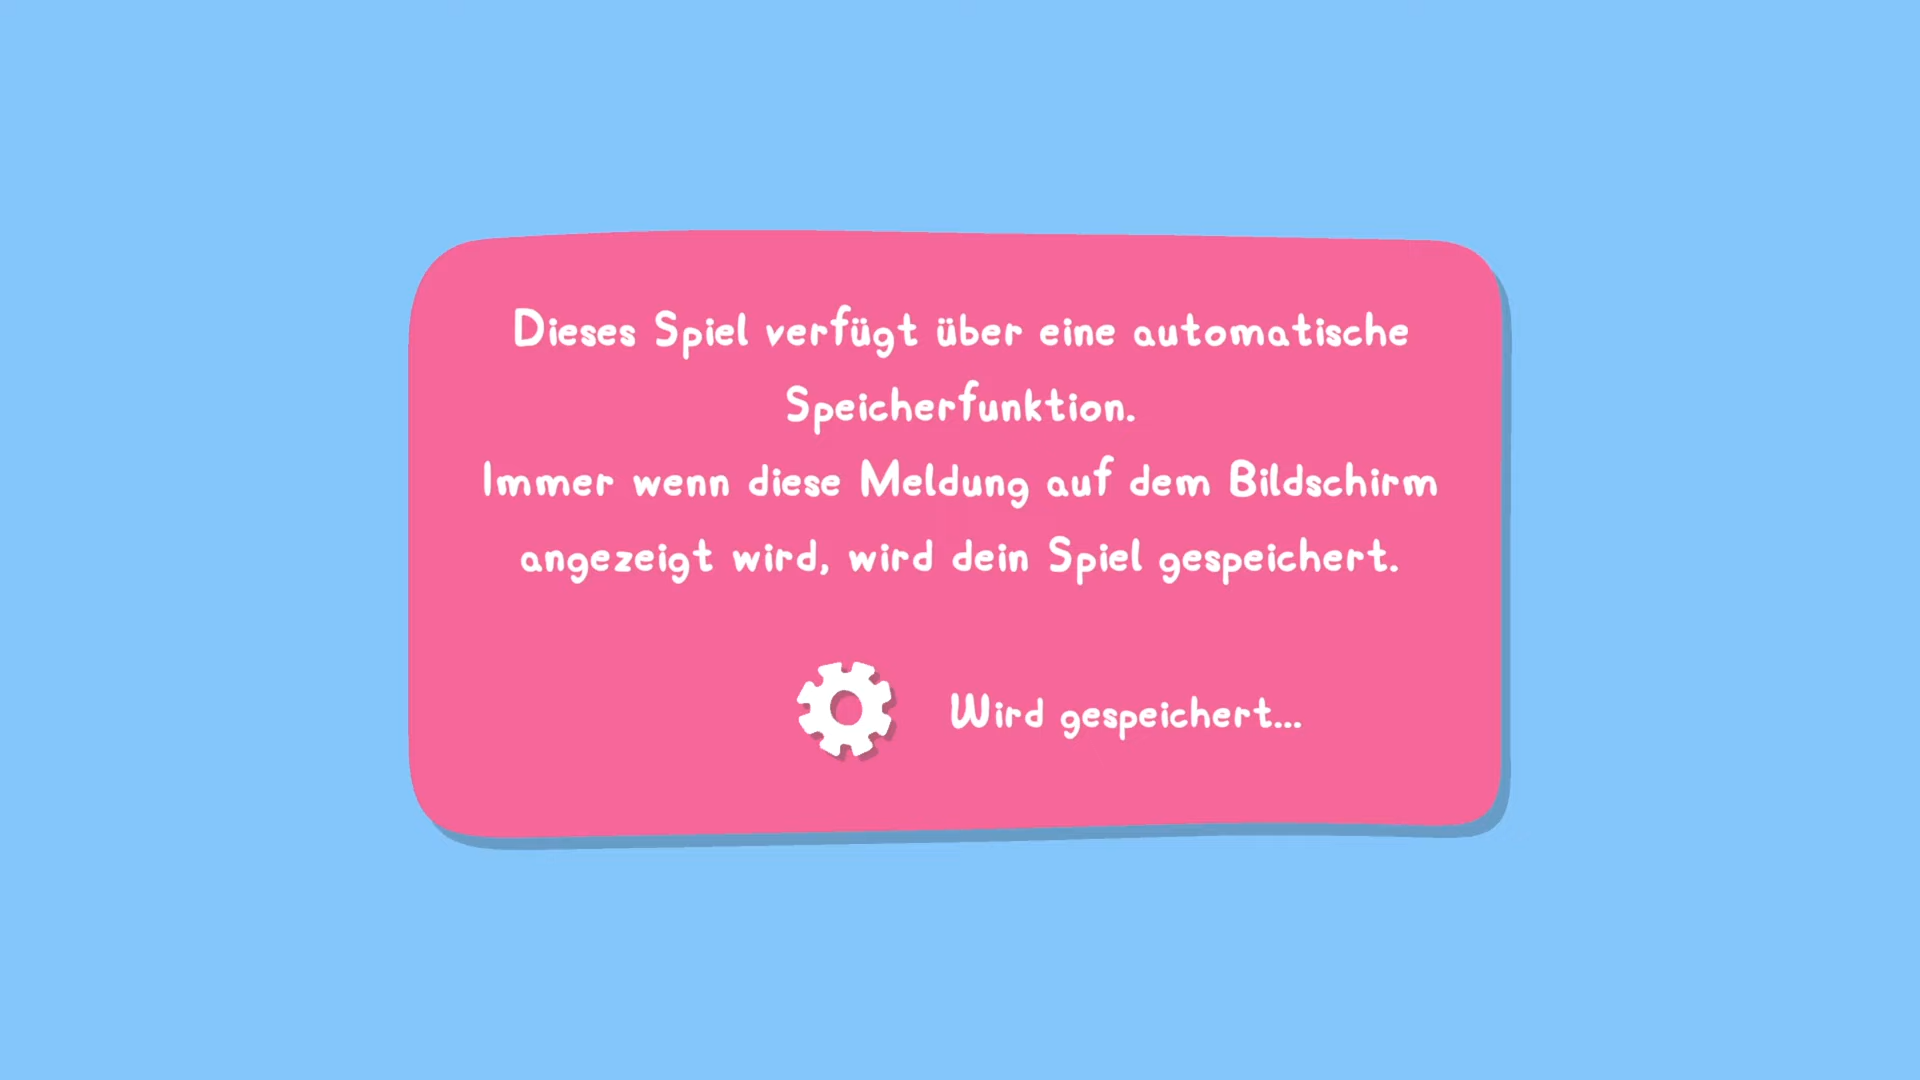 Dieses Spiel verfügt über eine automatische
Speicherfunktion.
Immer wenn diese Meldung auf dem Bildschirm
angezeigt wird, wird dein Spiel gespeichert.
Wird gespeichert...